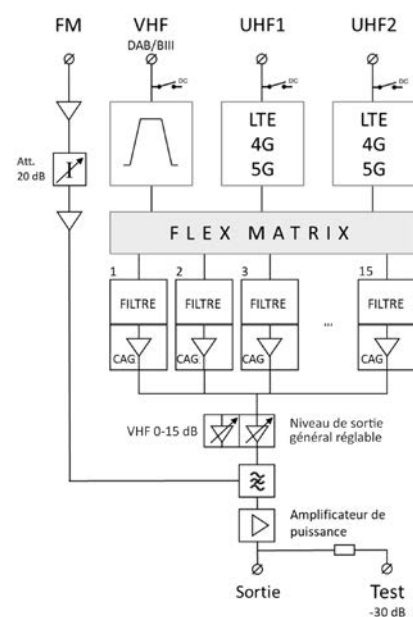 FM VHF UHF1 UHF2
DAB/BIII
DC DC DC
LTE LTE
4G 4G
5G 5G
Att.
20 dB
FLEX MATRIX
1 2 3 15
FILTRE FILTRE FILTRE FILTRE
...
CAG CAG CAG CAG
VHF 0-15 dB
Niveau de sortie
général réglable
Amplificateur de
puissance
Sortie Test
-30 dB